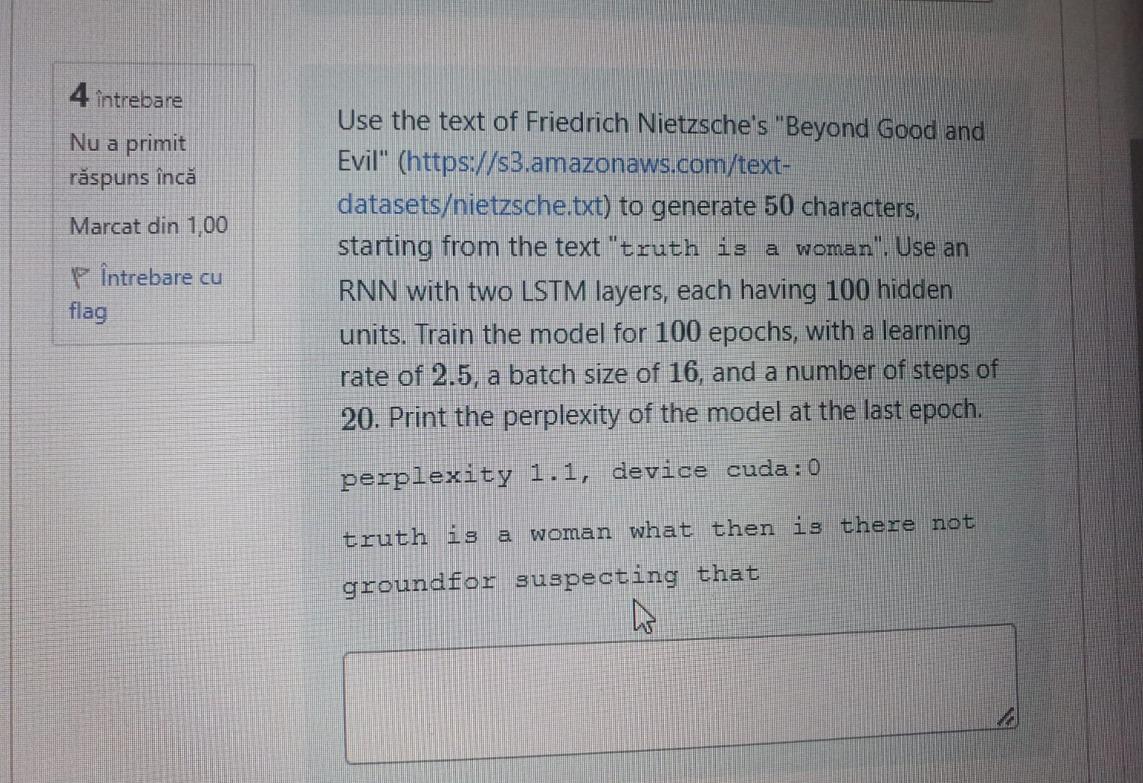 4 întrebare
Nu a primit
răspuns încă
Marcat din 1,00
Întrebare cu
flag
Use the text of Friedrich Nietzsche's "Beyond Good and
Evil" (https://s3.amazonaws.com/text-
datasets/nietzsche.txt) to generate 50 characters,
starting from the text "truth is a woman". Use an
RNN with two LSTM layers, each having 100 hidden
units. Train the model for 100 epochs, with a learning
rate of 2.5, a batch size of 16, and a number of steps of
20. Print the perplexity of the model at the last epoch.
perplexity 1.1, device cuda:0
truth is a woman what then is there not
groundfor suspecting that